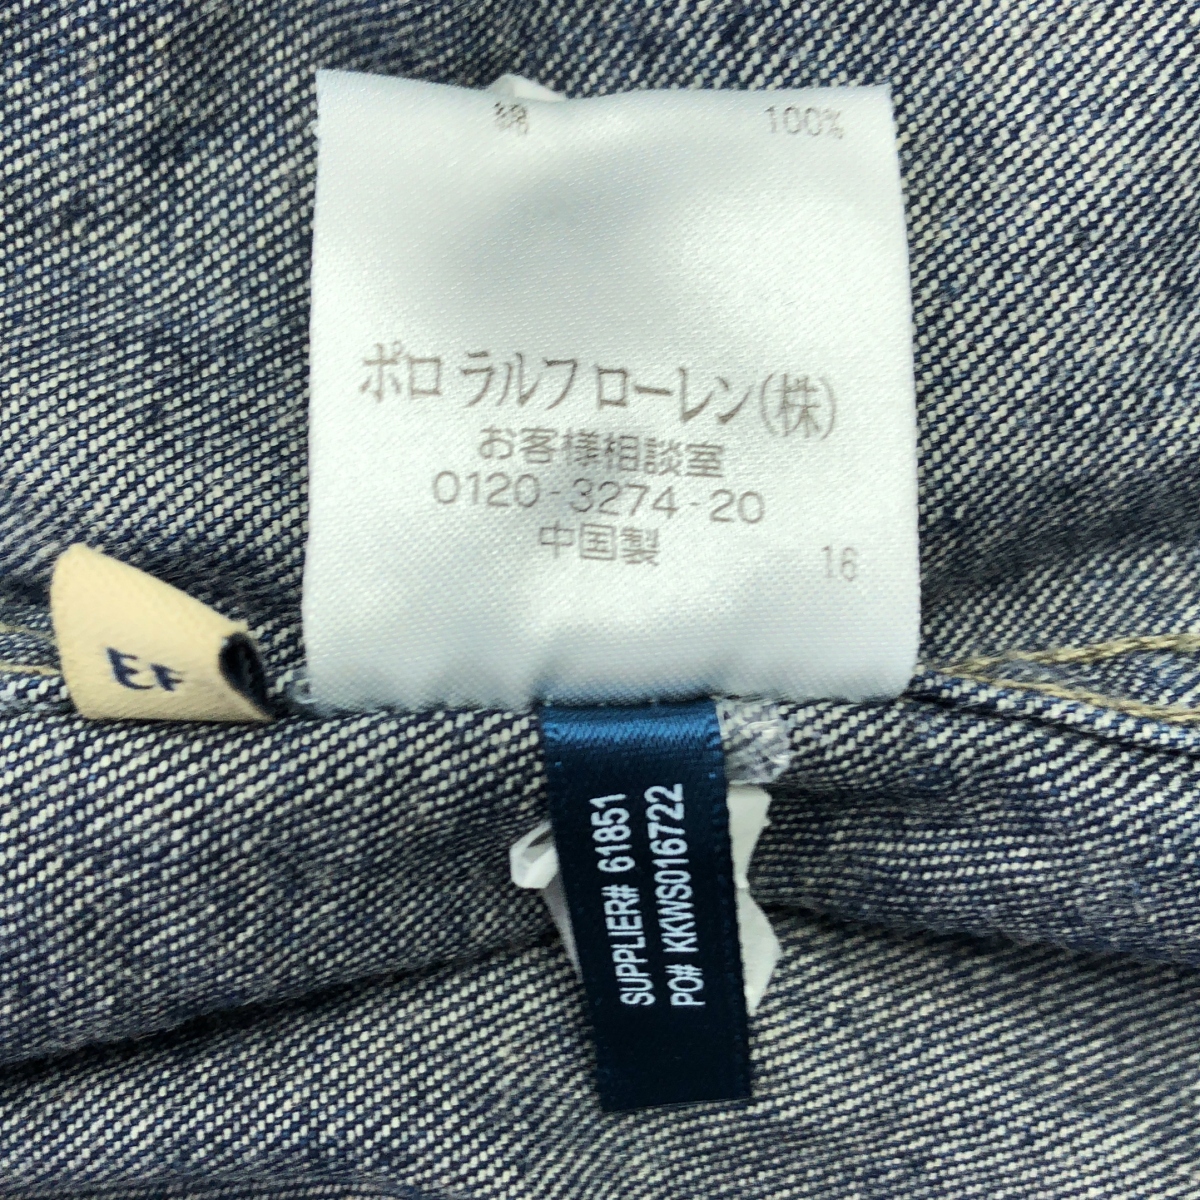 綿 100%
ポロ ラルフ ローレン(株)
お客様相談室
0120-3274-20
中国製 16
EF
SUPPLIER# 61851
PO# KKWS016722